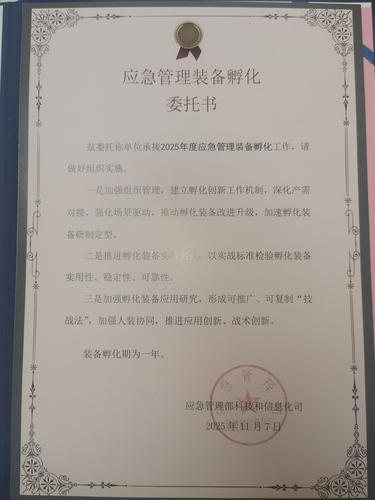 应急管理装备孵化
委托书
兹委托你单位承接2025年度应急管理装备孵化工作，请
做好组织实施。
一是加强组织管理，建立孵化创新工作机制，深化产需
对接，强化场景驱动，推动孵化装备改进升级，加速孵化装
备研制定型。
二是推进孵化装备实，以实战标准检验孵化装备
实用性、稳定性、可靠性。
三是加强孵化装备应用研究，形成可推广、可复制“技
战法”，加强人装协同，推进应用创新、战术创新。
装备孵化期为一年。
应急管理部科技和信息化司
2025年11月7日